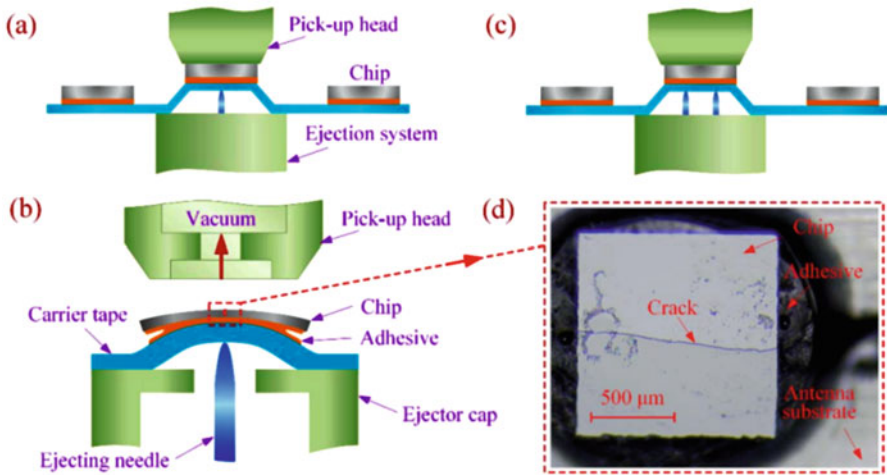 (a)
Pick-up head
Chip
Ejection system
(c)
(b)
Vacuum
Pick-up head
Carrier tape
Chip
Adhesive
Ejector cap
Ejecting needle
(d)
Chip
Adhesive
Crack
500 μm
Antenna
substrate